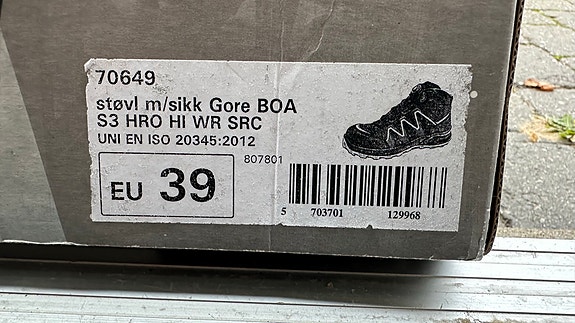 70649
støvl m/sikk Gore BOA
S3 HRO HI WR SRC
UNI EN ISO 20345:2012
807801
EU 39
5 703701 129968